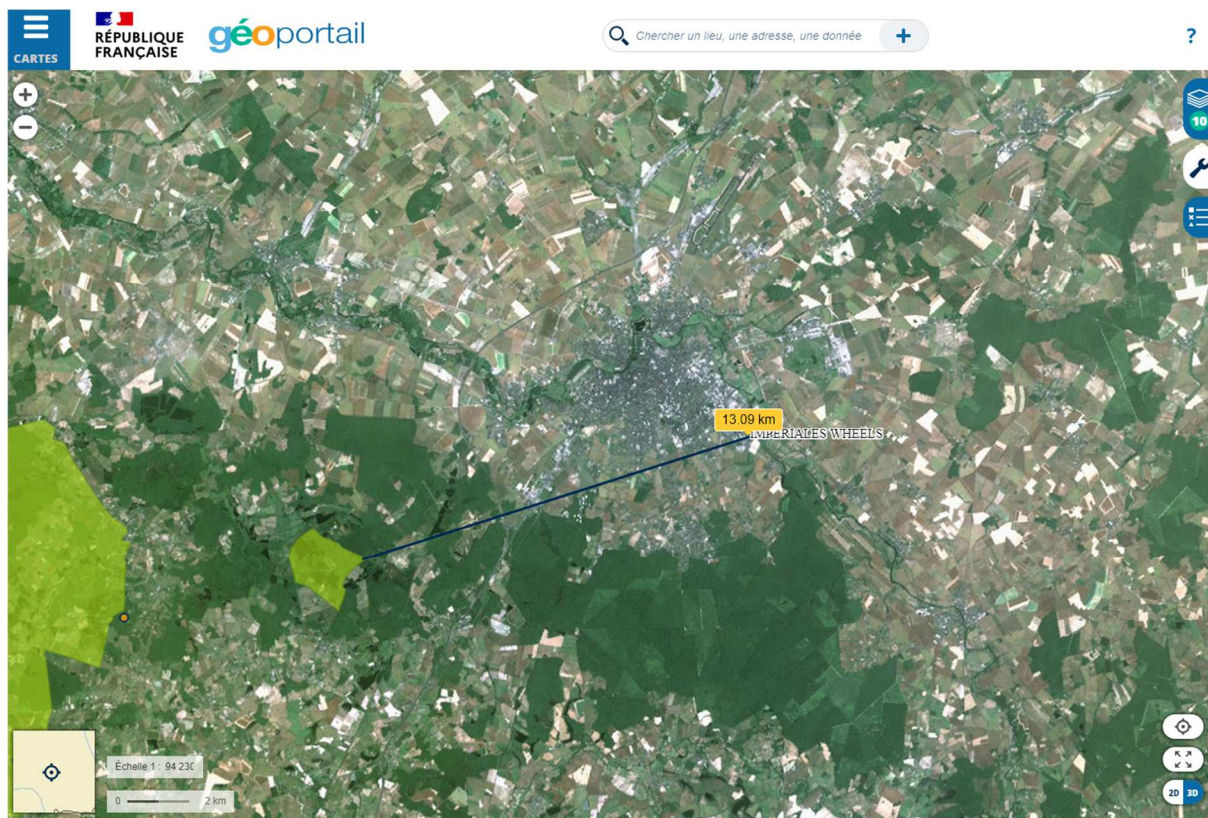 CARTES
RÉPUBLIQUE
FRANÇAISE
géoportail
Chercher un lieu, une adresse, une donnée
+
?
+
−
10
13.09 km
IMPERIALES WHEELS
Échelle 1 : 94 230
0 2 km
2D 3D